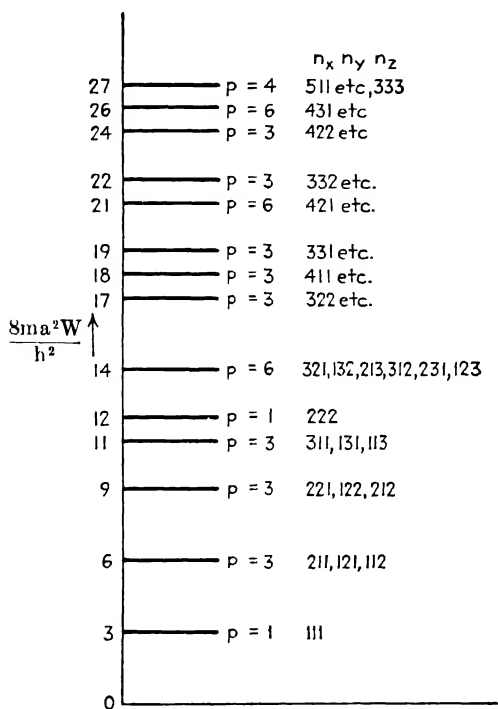 nx ny nz
27 p = 4 511 etc,333
26 p = 6 431 etc
24 p = 3 422 etc
22 p = 3 332 etc.
21 p = 6 421 etc.
19 p = 3 331 etc.
18 p = 3 411 etc.
17 p = 3 322 etc.
8ma²W
h²
14 p = 6 321,132,213,312,231,123
12 p = 1 222
11 p = 3 311,131,113
9 p = 3 221,122,212
6 p = 3 211,121,112
3 p = 1 111
0